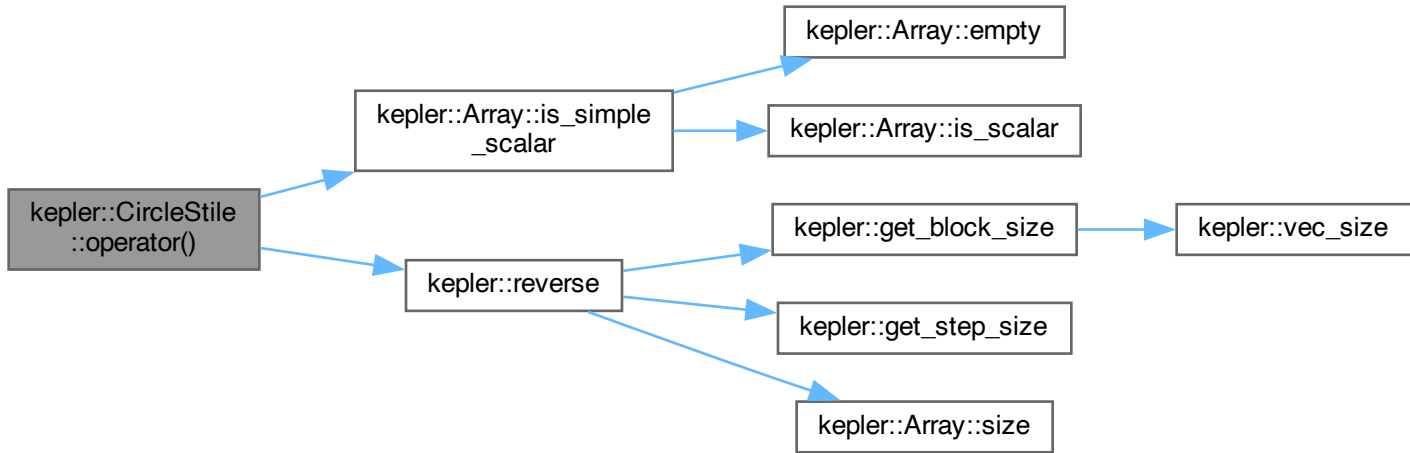 kepler::CircleStile
::operator()
kepler::Array::is_simple
_scalar
kepler::Array::empty
kepler::Array::is_scalar
kepler::reverse
kepler::get_block_size
kepler::vec_size
kepler::get_step_size
kepler::Array::size